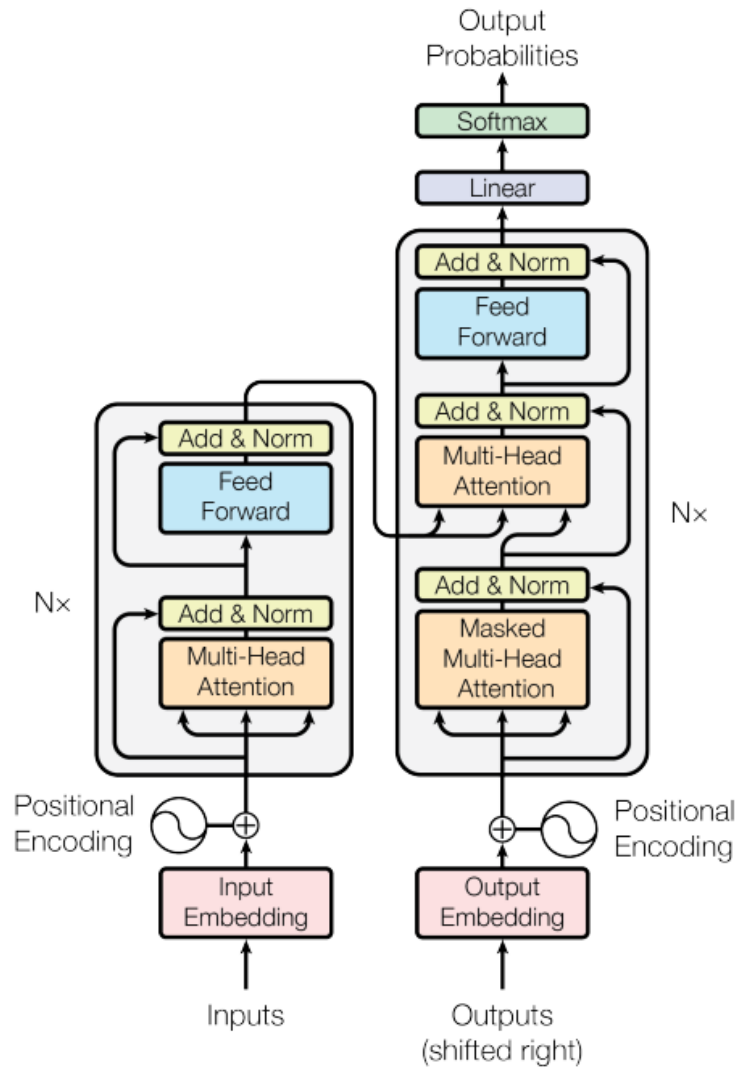 Output
Probabilities
Softmax
Linear
Add & Norm
Feed
Forward
Add & Norm
Multi-Head
Attention
Nx
Add & Norm
Masked
Multi-Head
Attention
Add & Norm
Feed
Forward
Nx
Add & Norm
Multi-Head
Attention
Positional
Encoding
Positional
Encoding
Input
Embedding
Output
Embedding
Inputs
Outputs
(shifted right)